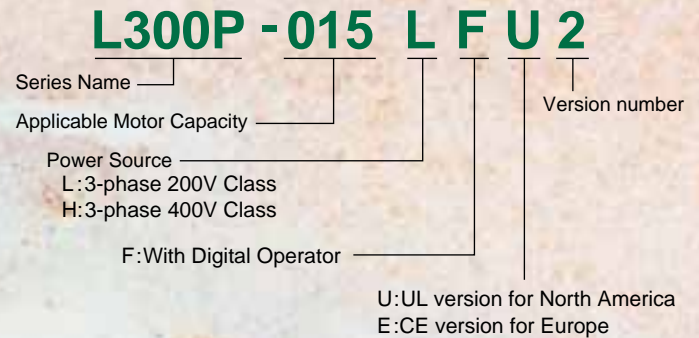 L300P - 015 L F U 2
Series Name
Version number
Applicable Motor Capacity
Power Source
L:3-phase 200V Class
H:3-phase 400V Class
F:With Digital Operator
U:UL version for North America
E:CE version for Europe